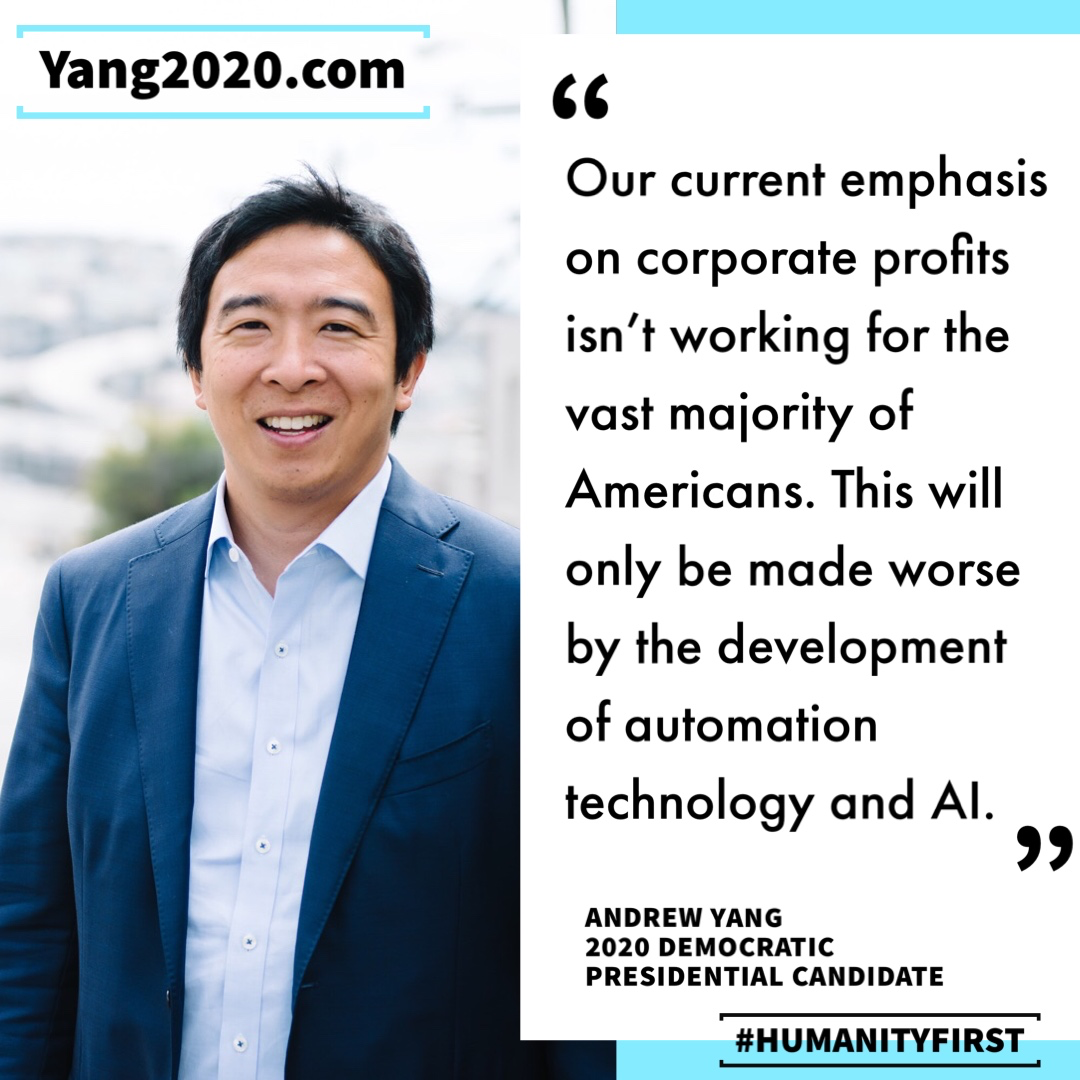 Yang2020.com
“
Our current emphasis
on corporate profits
isn’t working for the
vast majority of
Americans. This will
only be made worse
by the development
of automation
technology and AI.
”
ANDREW YANG
2020 DEMOCRATIC
PRESIDENTIAL CANDIDATE
#HUMANITYFIRST